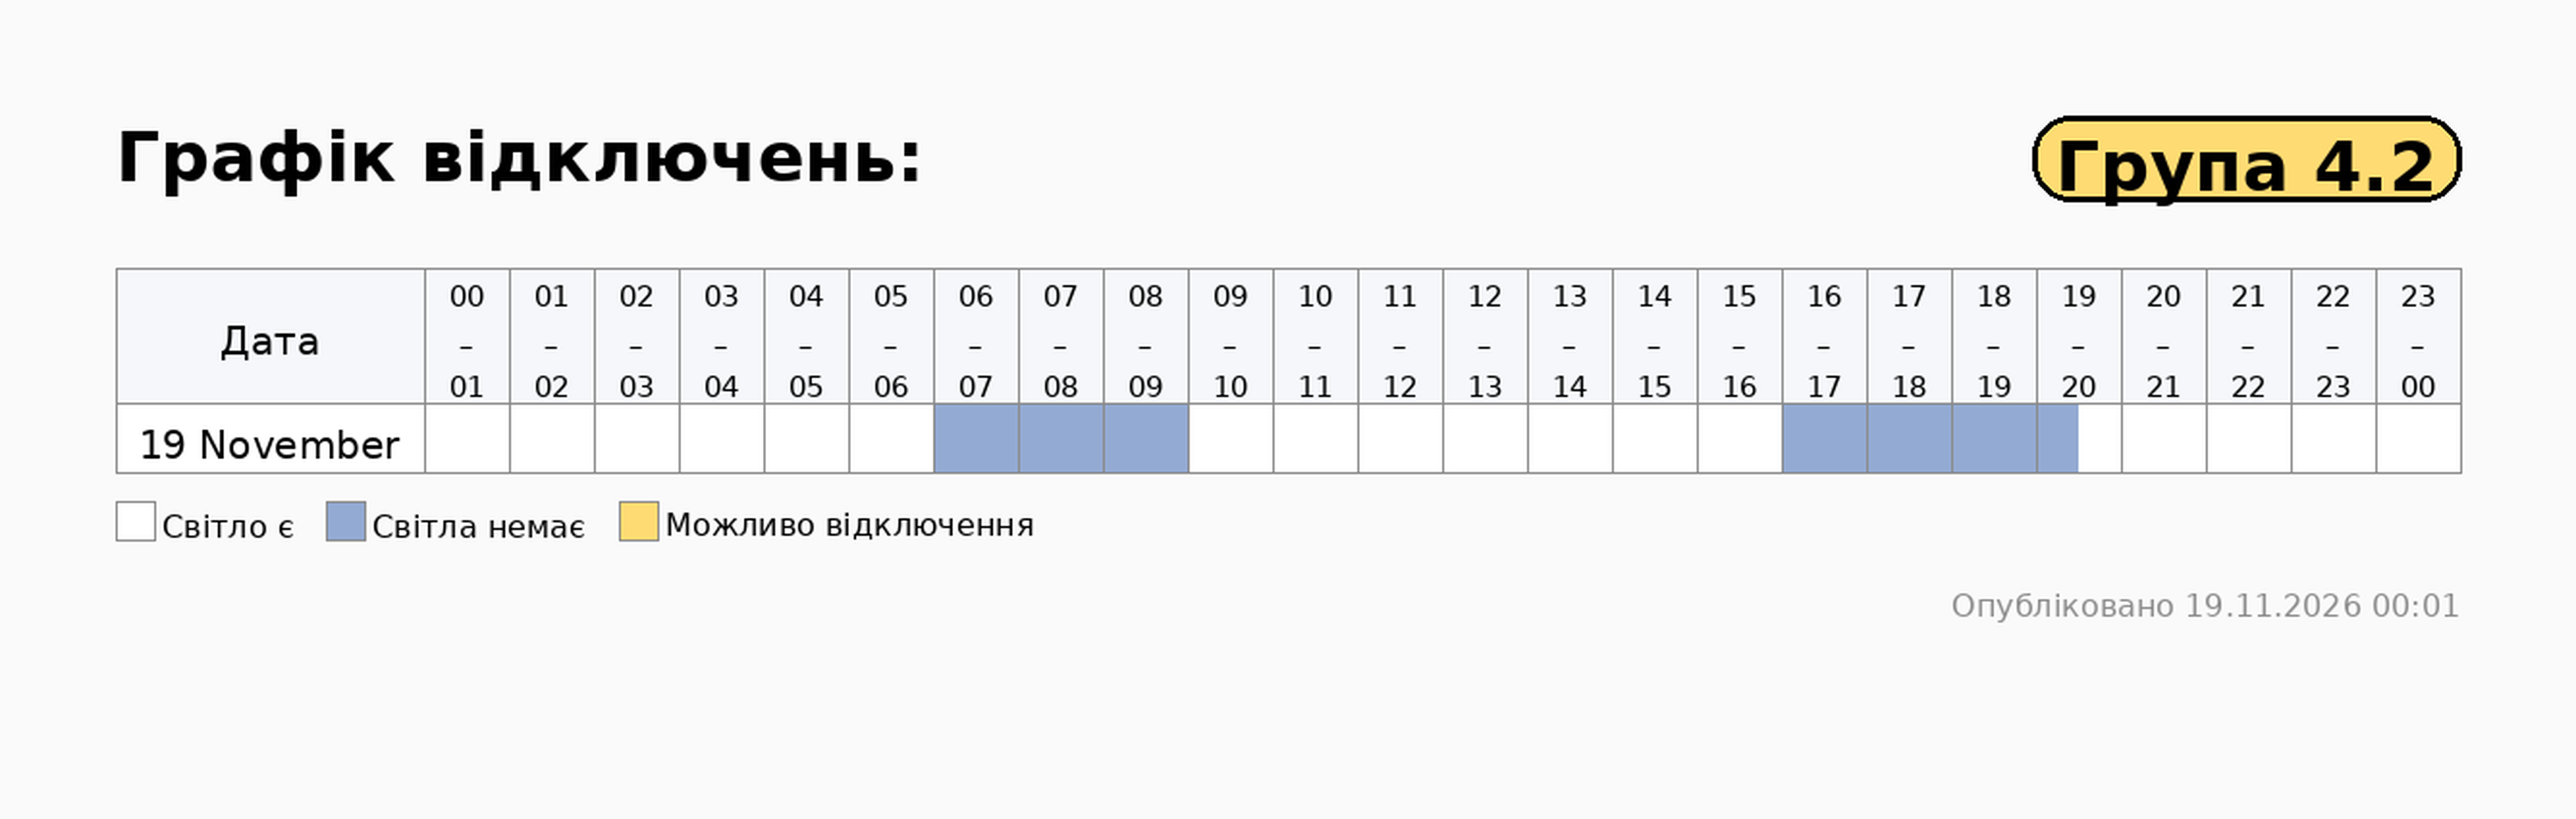 Графік відключень:
Група 4.2
Дата
00 – 01
01 – 02
02 – 03
03 – 04
04 – 05
05 – 06
06 – 07
07 – 08
08 – 09
09 – 10
10 – 11
11 – 12
12 – 13
13 – 14
14 – 15
15 – 16
16 – 17
17 – 18
18 – 19
19 – 20
20 – 21
21 – 22
22 – 23
23 – 00
19 November
Світло є
Світла немає
Можливо відключення
Опубліковано 19.11.2026 00:01